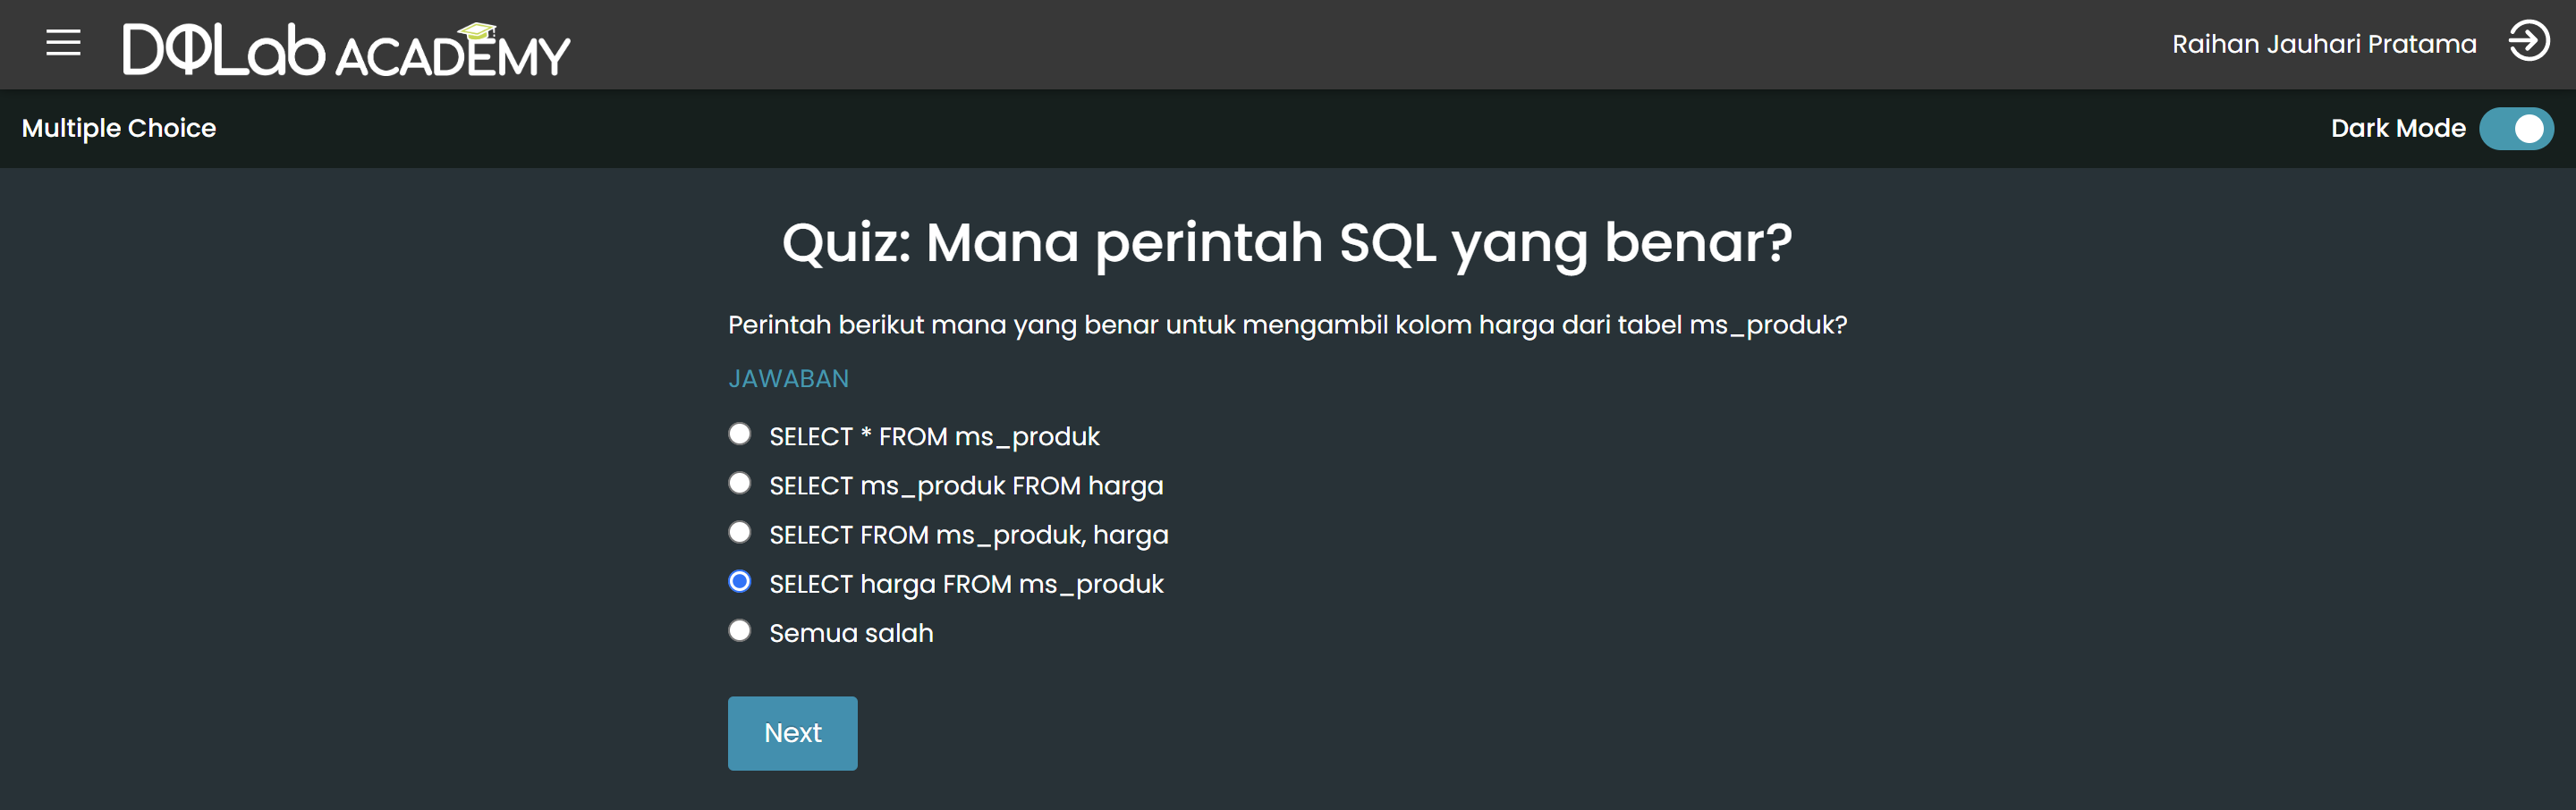 DQLab ACADEMY
Raihan Jauhari Pratama
Multiple Choice
Dark Mode
Quiz: Mana perintah SQL yang benar?
Perintah berikut mana yang benar untuk mengambil kolom harga dari tabel ms_produk?
JAWABAN
SELECT * FROM ms_produk
SELECT ms_produk FROM harga
SELECT FROM ms_produk, harga
SELECT harga FROM ms_produk
Semua salah
Next